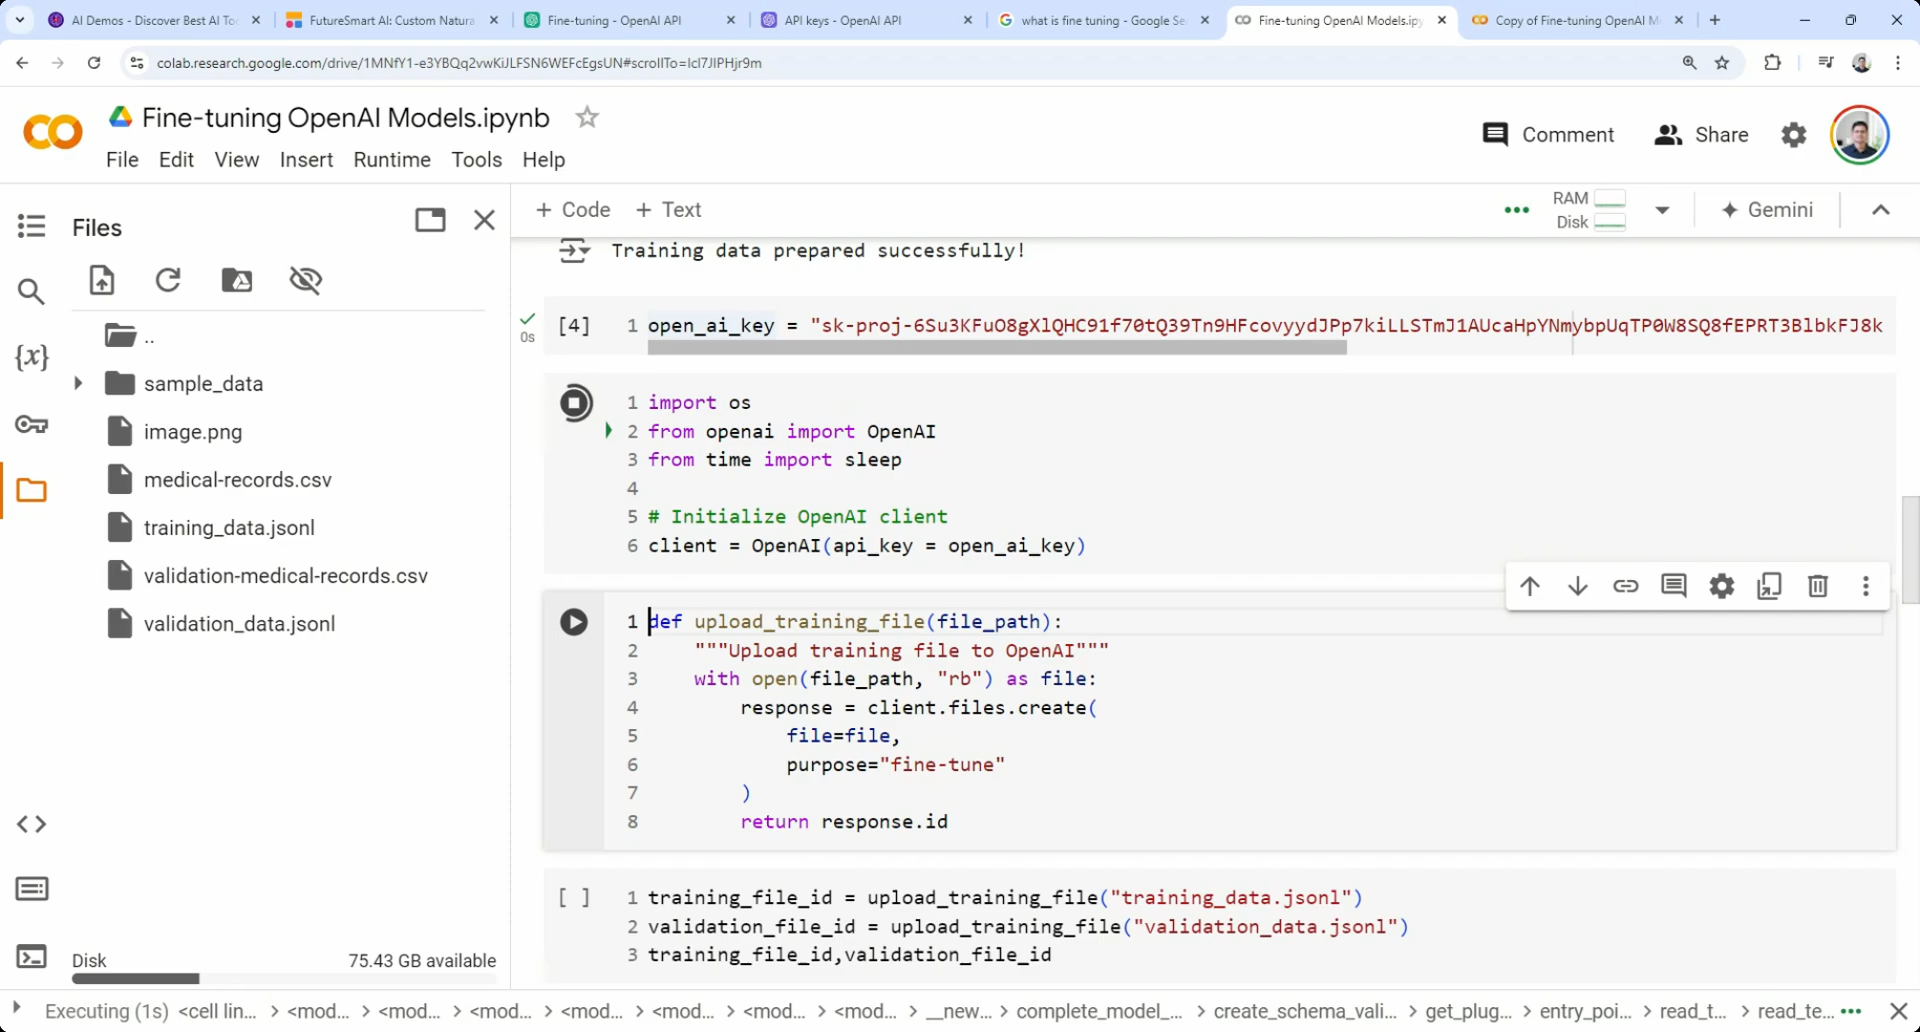 AI Demos - Discover Best AI To
FutureSmart AI: Custom Natura
Fine-tuning - OpenAI API
API keys - OpenAI API
what is fine tuning - Google Se
Fine-tuning OpenAI Models.ipy
Copy of Fine-tuning OpenAI M
colab.research.google.com/drive/1MNfY1-e3YBQq2vwKiJLFSN6WEFcEgsUN#scrollTo=Icl7JIPHjr9m
CO
Fine-tuning OpenAI Models.ipynb
File Edit View Insert Runtime Tools Help
Comment
Share
Files
+ Code + Text
RAM
Disk
Gemini
..
sample_data
image.png
medical-records.csv
training_data.jsonl
validation-medical-records.csv
validation_data.jsonl
Disk 75.43 GB available
Training data prepared successfully!
0s
[4]
1 open_ai_key = "sk-proj-6Su3KFuO8gXlQHC91f70tQ39Tn9HFcovyydJPp7kiLLSTmJ1AUcaHpYNmybpUqTP0W8SQ8fEPRT3BlbkFJ8k
1 import os
2 from openai import OpenAI
3 from time import sleep
4
5 # Initialize OpenAI client
6 client = OpenAI(api_key = open_ai_key)
1 def upload_training_file(file_path):
2 """Upload training file to OpenAI"""
3 with open(file_path, "rb") as file:
4 response = client.files.create(
5 file=file,
6 purpose="fine-tune"
7 )
8 return response.id
[ ]
1 training_file_id = upload_training_file("training_data.jsonl")
2 validation_file_id = upload_training_file("validation_data.jsonl")
3 training_file_id,validation_file_id
Executing (1s) <cell lin... > <mod... > <mod... > <mod... > <mod... > <mod... > <mod... > <mod... > __new... > complete_model_... > create_schema_vali... > get_plug... > entry_poi... > read_t... > read_te... •••